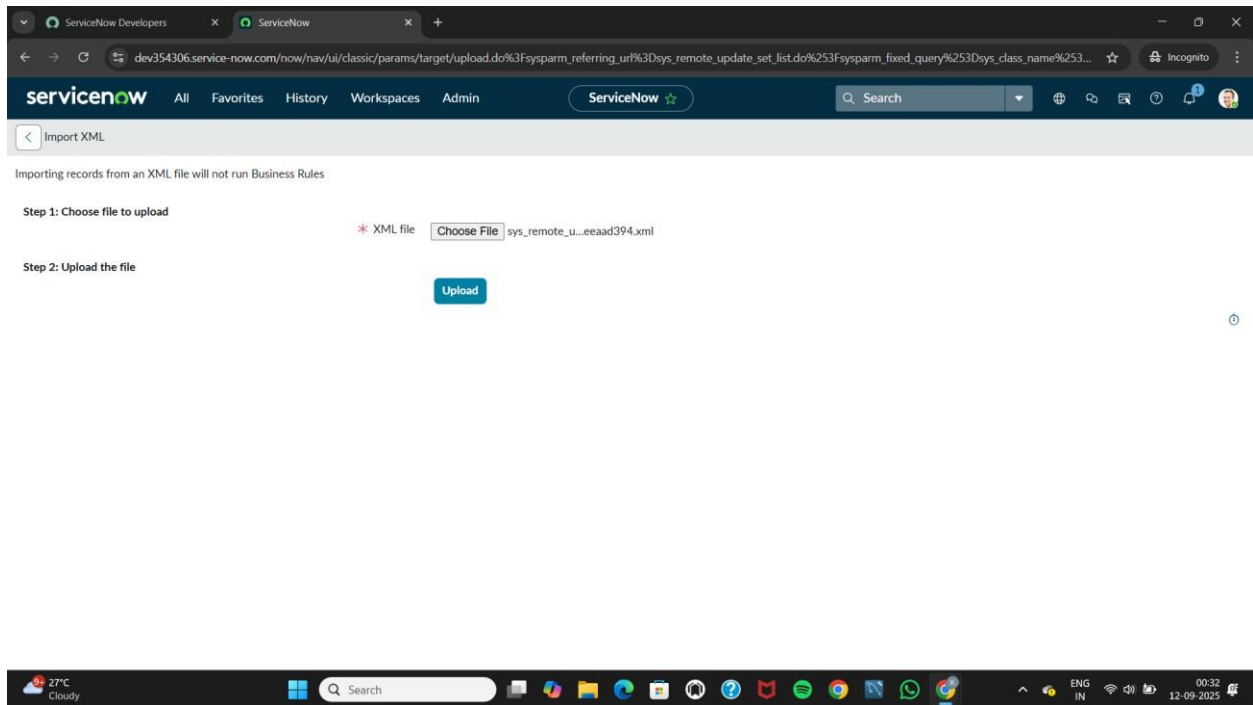 ServiceNow Developers
ServiceNow
dev354306.service-now.com/now/nav/ui/classic/params/target/upload.do%3Fsysparm_referring_url%3Dsys_remote_update_set_list.do%253Fsysparm_fixed_query%253Dsys_class_name%253...
Incognito
servicenow All Favorites History Workspaces Admin ServiceNow Search 1
Import XML
Importing records from an XML file will not run Business Rules
Step 1: Choose file to upload
XML file Choose File sys_remote_u...eeaad394.xml
Step 2: Upload the file
Upload
9+ 27°C
Cloudy
Search
ENG
IN
00:32
12-09-2025